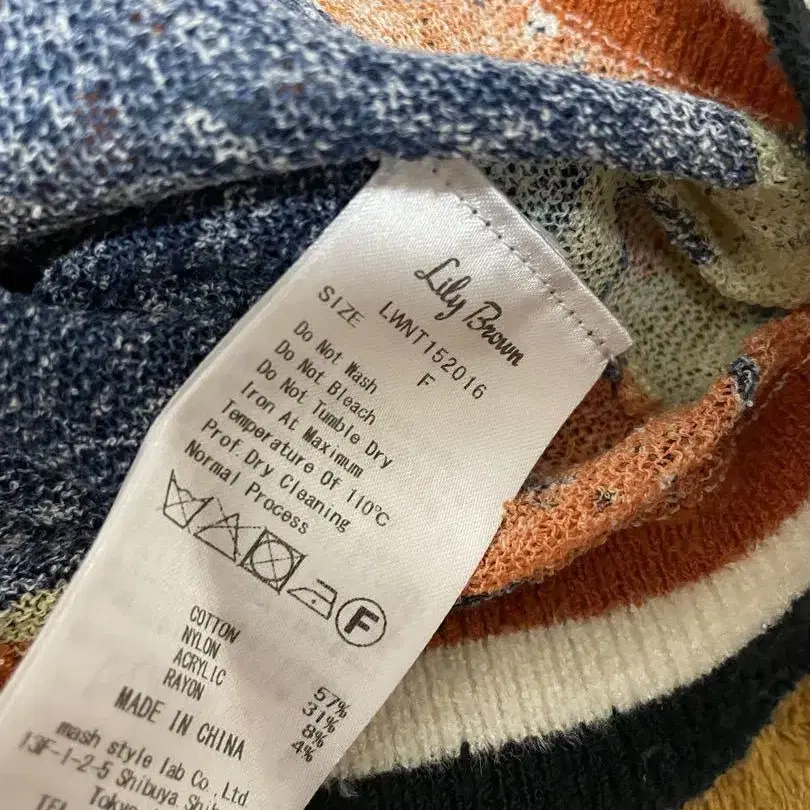 Lily Brown
LWNT152016
SIZE F
Do Not Wash
Do Not Bleach
Do Not Tumble Dry
Iron At Maximum
Temperature Of 110℃
Prof. Dry Cleaning
Normal Process
F
COTTON 57%
NYLON 31%
ACRYLIC 8%
RAYON 4%
MADE IN CHINA
mash style lab Co., Ltd
13F-1-2-5 Shibuya Shib
Tokyo
TEL